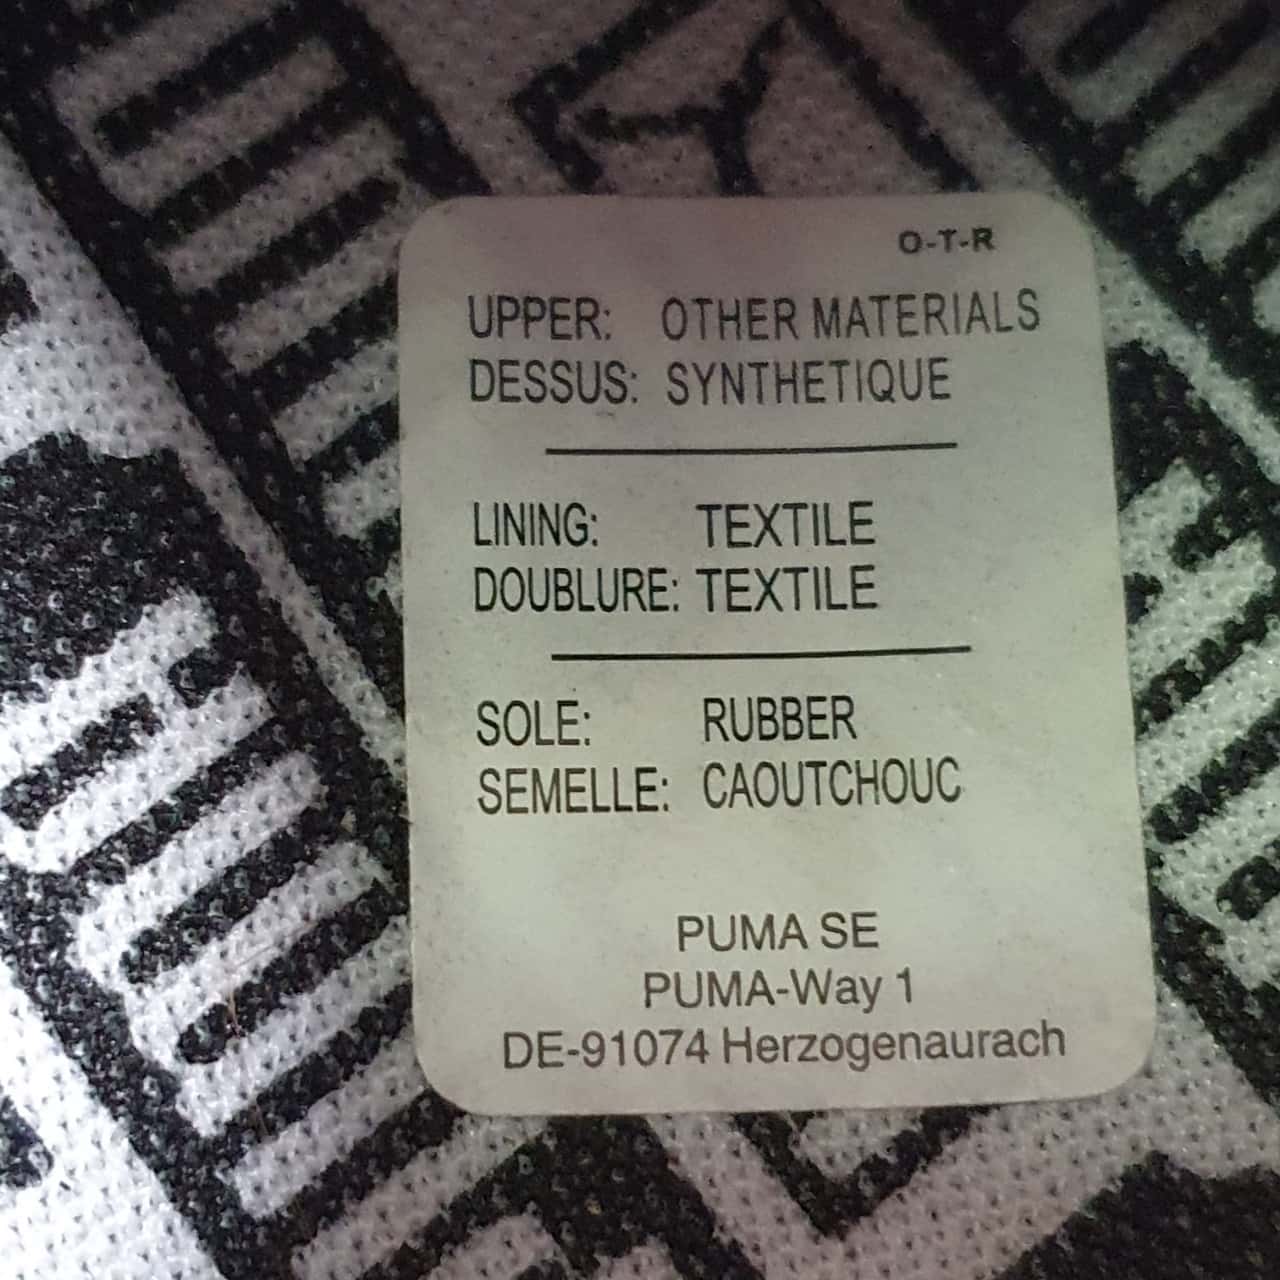 O-T-R
UPPER: OTHER MATERIALS
DESSUS: SYNTHETIQUE
LINING: TEXTILE
DOUBLURE: TEXTILE
SOLE: RUBBER
SEMELLE: CAOUTCHOUC
PUMA SE
PUMA-Way 1
DE-91074 Herzogenaurach